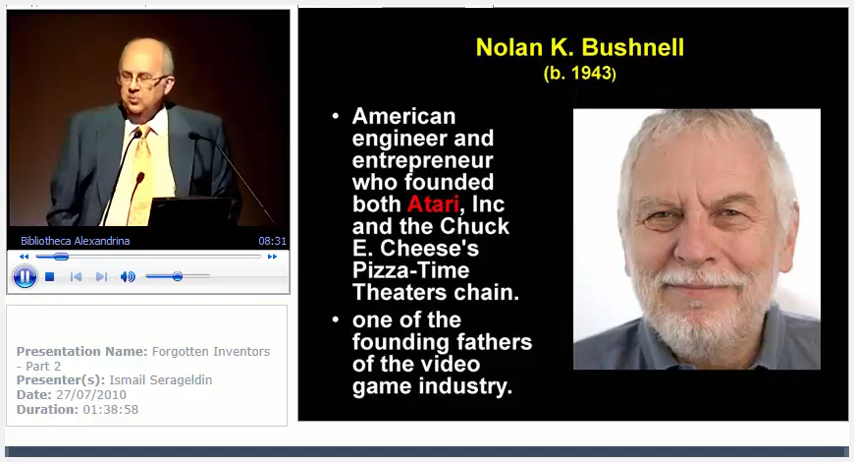 Nolan K. Bushnell
(b. 1943)
• American
engineer and
entrepreneur
who founded
both Atari, Inc
and the Chuck
E. Cheese's
Pizza-Time
Theaters chain.
• one of the
founding fathers
of the video
game industry.
Bibliotheca Alexandrina 08:31
Presentation Name: Forgotten Inventors
- Part 2
Presenter(s): Ismail Serageldin
Date: 27/07/2010
Duration: 01:38:58